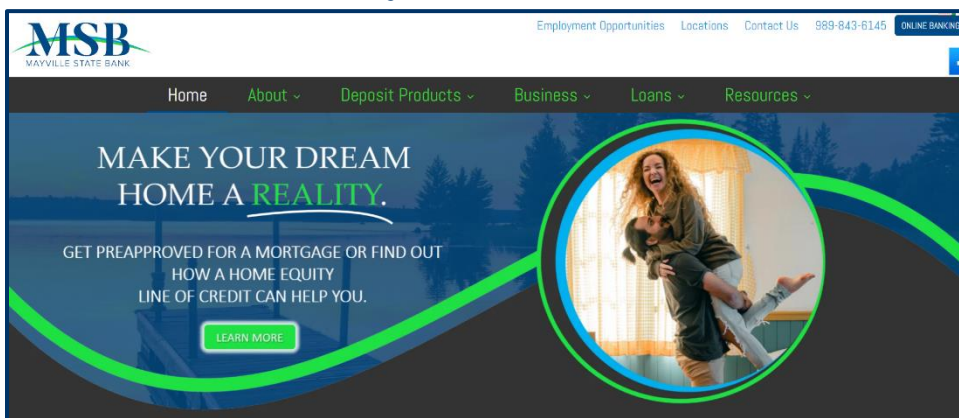 Employment Opportunities Locations Contact Us 989-843-6145 ONLINE BANKING
MSB
MAYVILLE STATE BANK
Home About Deposit Products Business Loans Resources
MAKE YOUR DREAM
HOME A REALITY.
GET PREAPPROVED FOR A MORTGAGE OR FIND OUT
HOW A HOME EQUITY
LINE OF CREDIT CAN HELP YOU.
LEARN MORE